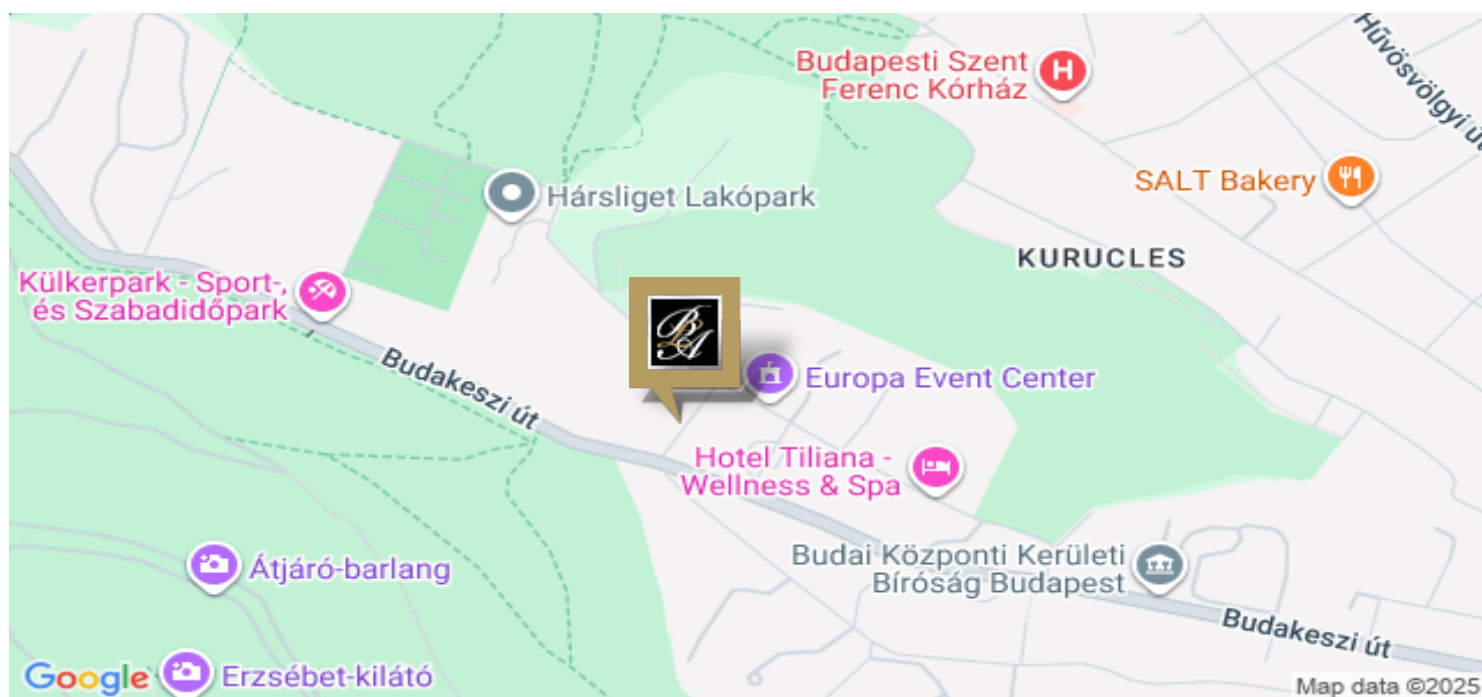 Budapesti Szent
Ferenc Kórház
H
Hűvösvölgyi út
SALT Bakery
Hársliget Lakópark
KURUCLES
Külkerpark - Sport-,
és Szabadidőpark
Budakeszi út
Europa Event Center
Hotel Tiliana -
Wellness & Spa
Átjáró-barlang
Budai Központi Kerületi
Bíróság Budapest
Budakeszi út
Google
Erzsébet-kilátó
Map data ©2025